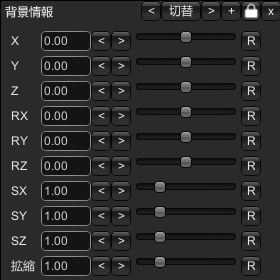 背景情報 < 切替 > + x
X 0.00 < > R
Y 0.00 < > R
Z 0.00 < > R
RX 0.00 < > R
RY 0.00 < > R
RZ 0.00 < > R
SX 1.00 < > R
SY 1.00 < > R
SZ 1.00 < > R
拡縮 1.00 < > R